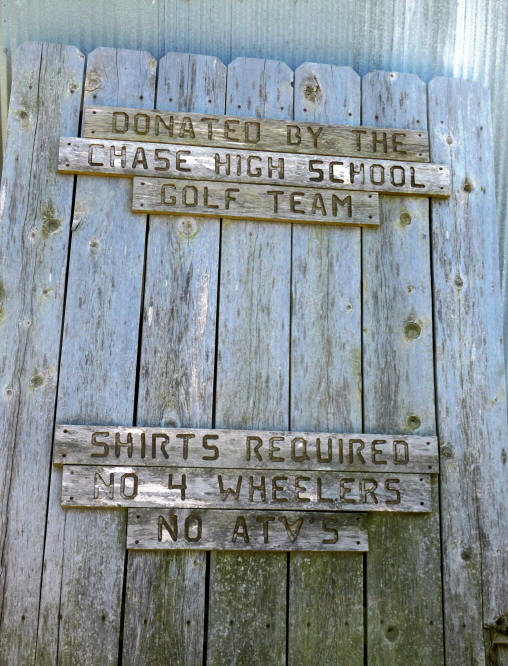 DONATED BY THE
CHASE HIGH SCHOOL
GOLF TEAM
SHIRTS REQUIRED
NO 4 WHEELERS
NO ATV'S